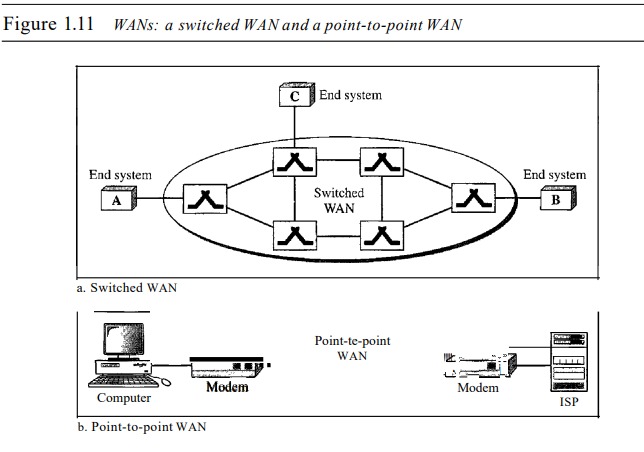 Figure 1.11 WANs: a switched WAN and a point-to-point WAN
C End system
End system
A
Switched
WAN
End system
B
a. Switched WAN
Point-te-point
WAN
Computer
Modem
Modem
ISP
b. Point-to-point WAN